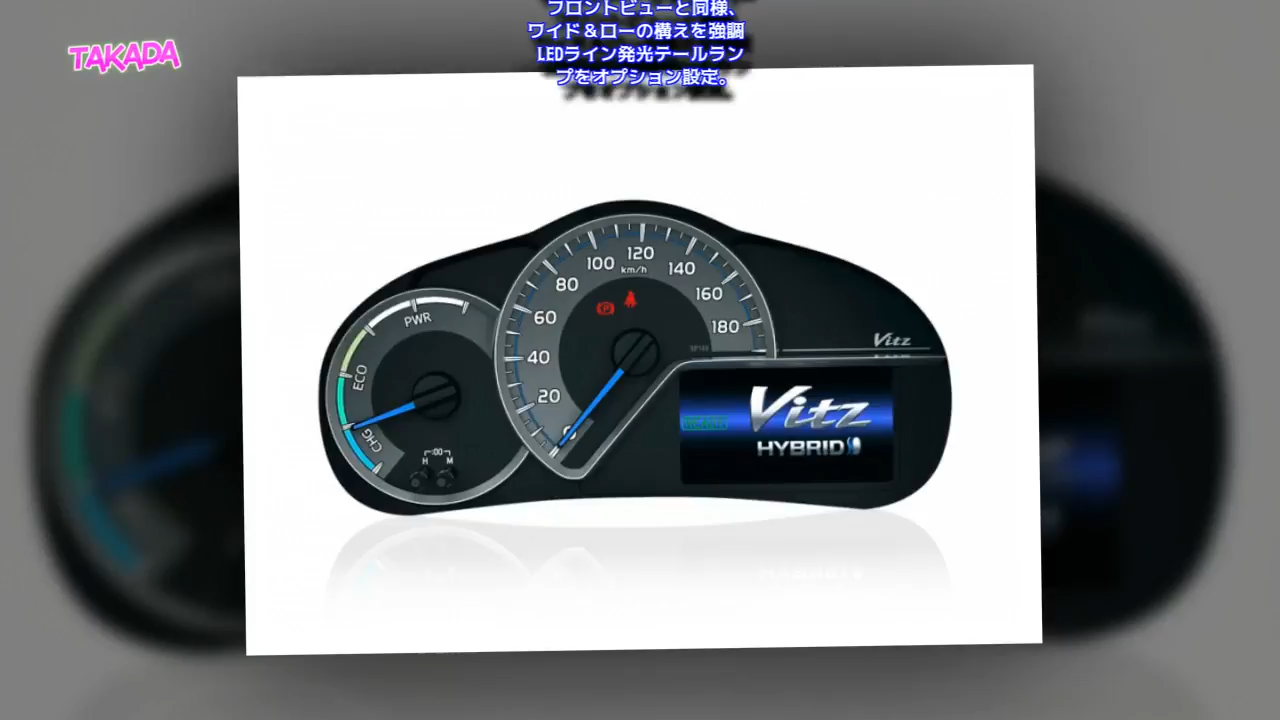 フロントビューと同様、
ワイド＆ローの構えを強調
LEDライン発光テールラン
プをオプション設定。
TAKADA
120
100
km/h
140
80
160
PWR
60
180
Vitz
ECO
40
20
Vitz
CHG
HYBRID
:00
H M